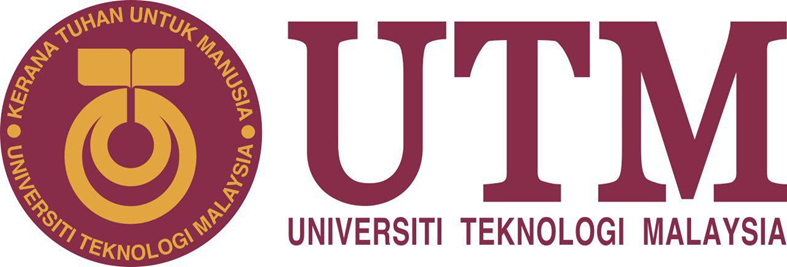 KERANA TUHAN UNTUK MANUSIA
UNIVERSITI TEKNOLOGI MALAYSIA
UTM
UNIVERSITI TEKNOLOGI MALAYSIA